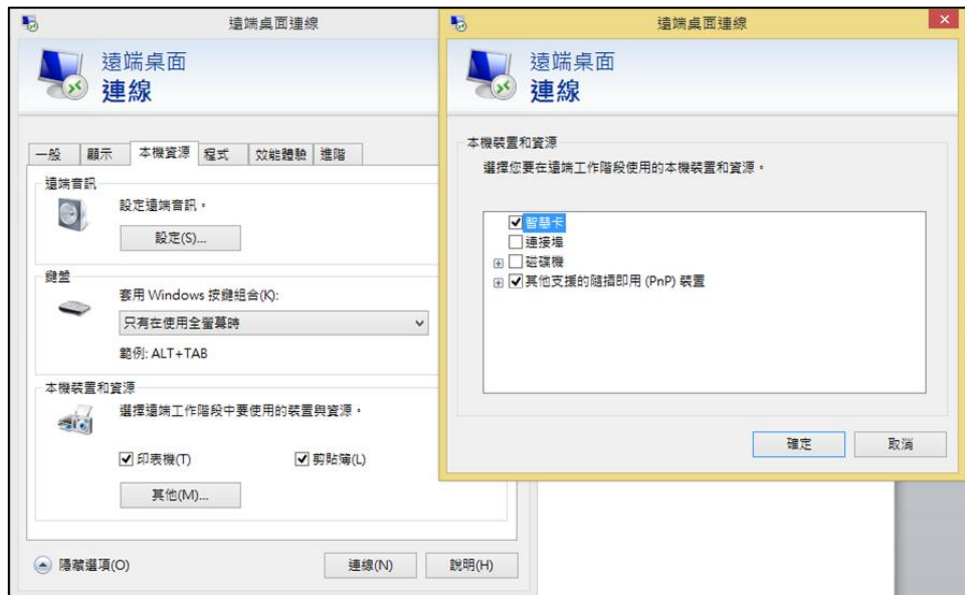 遠端桌面連線
遠端桌面
連線
一般 顯示 本機資源 程式 效能體驗 進階
遠端音訊
設定遠端音訊。
設定(S)...
鍵盤
套用 Windows 按鍵組合(K):
只有在使用全螢幕時
範例: ALT+TAB
本機裝置和資源
選擇遠端工作階段中要使用的裝置與資源。
印表機(T) 剪貼簿(L)
其他(M)...
隱藏選項(O) 連線(N) 說明(H)
遠端桌面連線
遠端桌面
連線
本機裝置和資源
選擇您要在遠端工作階段使用的本機裝置和資源。
智慧卡
連接埠
磁碟機
其他支援的隨插即用 (PnP) 裝置
確定 取消